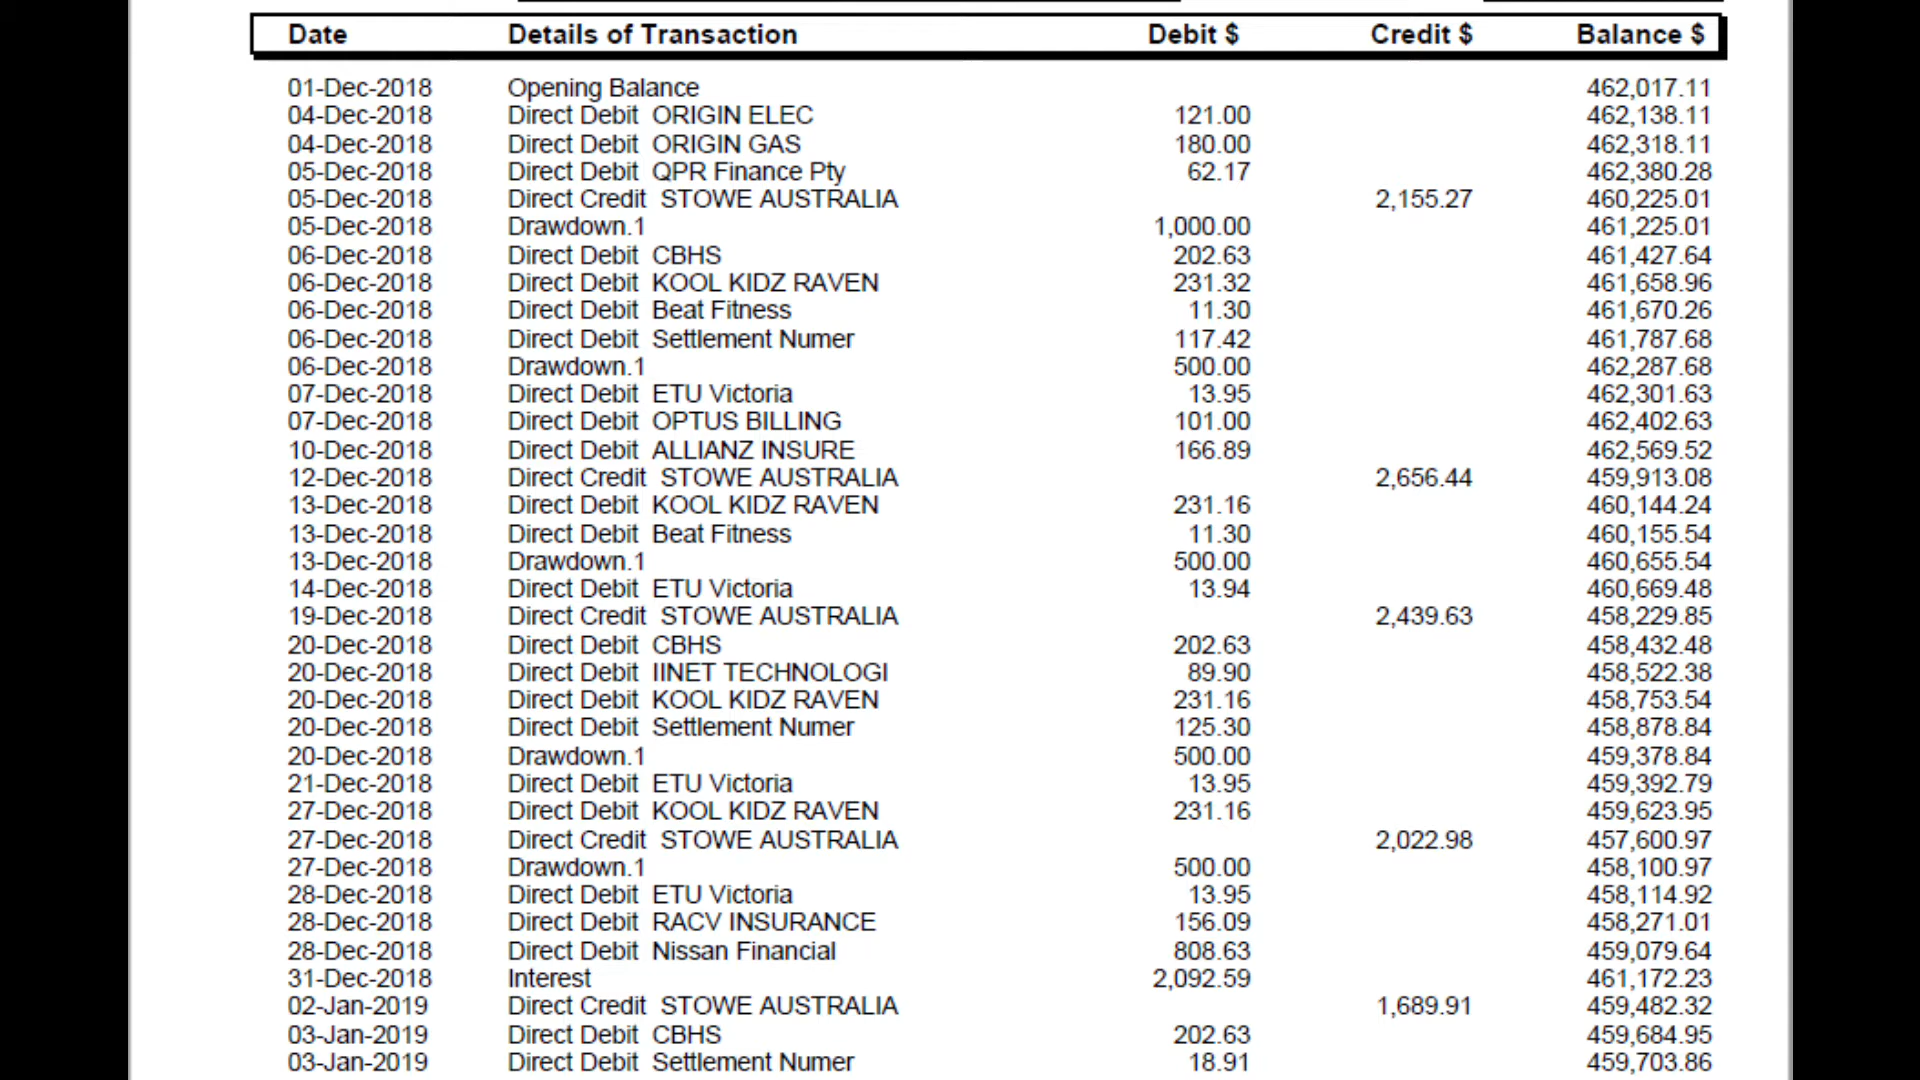 Date Details of Transaction Debit $ Credit $ Balance $
01-Dec-2018 Opening Balance 462,017.11
04-Dec-2018 Direct Debit ORIGIN ELEC 121.00 462,138.11
04-Dec-2018 Direct Debit ORIGIN GAS 180.00 462,318.11
05-Dec-2018 Direct Debit QPR Finance Pty 62.17 462,380.28
05-Dec-2018 Direct Credit STOWE AUSTRALIA 2,155.27 460,225.01
05-Dec-2018 Drawdown.1 1,000.00 461,225.01
06-Dec-2018 Direct Debit CBHS 202.63 461,427.64
06-Dec-2018 Direct Debit KOOL KIDZ RAVEN 231.32 461,658.96
06-Dec-2018 Direct Debit Beat Fitness 11.30 461,670.26
06-Dec-2018 Direct Debit Settlement Numer 117.42 461,787.68
06-Dec-2018 Drawdown.1 500.00 462,287.68
07-Dec-2018 Direct Debit ETU Victoria 13.95 462,301.63
07-Dec-2018 Direct Debit OPTUS BILLING 101.00 462,402.63
10-Dec-2018 Direct Debit ALLIANZ INSURE 166.89 462,569.52
12-Dec-2018 Direct Credit STOWE AUSTRALIA 2,656.44 459,913.08
13-Dec-2018 Direct Debit KOOL KIDZ RAVEN 231.16 460,144.24
13-Dec-2018 Direct Debit Beat Fitness 11.30 460,155.54
13-Dec-2018 Drawdown.1 500.00 460,655.54
14-Dec-2018 Direct Debit ETU Victoria 13.94 460,669.48
19-Dec-2018 Direct Credit STOWE AUSTRALIA 2,439.63 458,229.85
20-Dec-2018 Direct Debit CBHS 202.63 458,432.48
20-Dec-2018 Direct Debit IINET TECHNOLOGI 89.90 458,522.38
20-Dec-2018 Direct Debit KOOL KIDZ RAVEN 231.16 458,753.54
20-Dec-2018 Direct Debit Settlement Numer 125.30 458,878.84
20-Dec-2018 Drawdown.1 500.00 459,378.84
21-Dec-2018 Direct Debit ETU Victoria 13.95 459,392.79
27-Dec-2018 Direct Debit KOOL KIDZ RAVEN 231.16 459,623.95
27-Dec-2018 Direct Credit STOWE AUSTRALIA 2,022.98 457,600.97
27-Dec-2018 Drawdown.1 500.00 458,100.97
28-Dec-2018 Direct Debit ETU Victoria 13.95 458,114.92
28-Dec-2018 Direct Debit RACV INSURANCE 156.09 458,271.01
28-Dec-2018 Direct Debit Nissan Financial 808.63 459,079.64
31-Dec-2018 Interest 2,092.59 461,172.23
02-Jan-2019 Direct Credit STOWE AUSTRALIA 1,689.91 459,482.32
03-Jan-2019 Direct Debit CBHS 202.63 459,684.95
03-Jan-2019 Direct Debit Settlement Numer 18.91 459,703.86